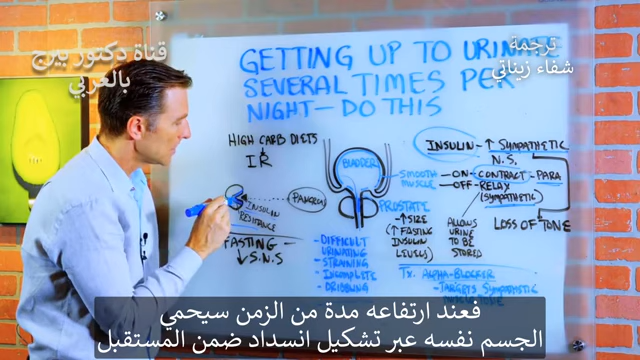 قناة دكتور بيرج
بالعربي
ترجمة
شفاء زيناتي
GETTING UP TO URINATE
SEVERAL TIMES PER
NIGHT — DO THIS
HIGH CARB DIETS
IR
INSULIN
RESISTANCE
PANCREAS
FASTING —
↓ S.N.S
BLADDER
SMOOTH
MUSCLE
— ON — CONTRACT - PARA
— OFF — RELAX
(SYMPATHETIC)
INSULIN — ↑ SYMPATHETIC
N.S.
LOSS OF TONE
PROSTATE
- ↑ SIZE
(↑ FASTING
INSULIN
LEVELS)
ALLOWS
URINE
TO BE
STORED
- DIFFICULT
URINATING
- STRAINING
- INCOMPLETE
- DRIBBLING
Tx. ALPHA-BLOCKER
- TARGETS SYMPATHETIC
فعند ارتفاعه مدة من الزمن سيحمي
الجسم نفسه عبر تشكيل انسداد ضمن المستقبل